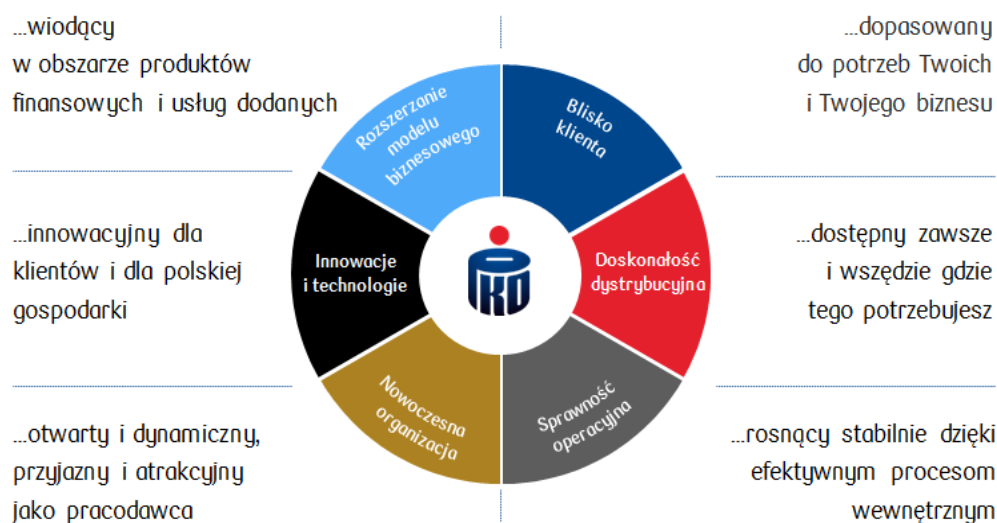 ...wiodący
w obszarze produktów
finansowych i usług dodanych
...dopasowany
do potrzeb Twoich
i Twojego biznesu
Rozszerzanie
modelu
biznesowego
Blisko
klienta
...innowacyjny dla
klientów i dla polskiej
gospodarki
Innowacje
i technologie
PKO
Doskonałość
dystrybucyjna
...dostępny zawsze
i wszędzie gdzie
tego potrzebujesz
Nowoczesna
organizacja
Sprawność
operacyjna
...otwarty i dynamiczny,
przyjazny i atrakcyjny
jako pracodawca
...rosnący stabilnie dzięki
efektywnym procesom
wewnętrznym